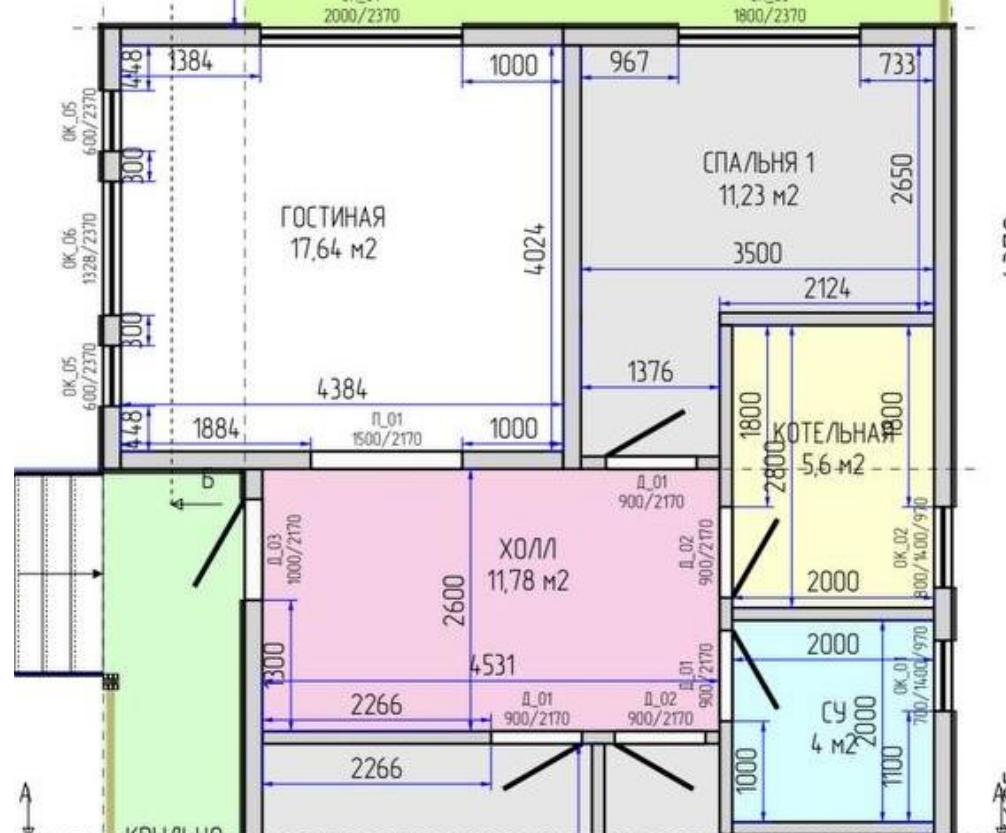 2000/2370
1800/2370
448
1384
1000
967
733
ОК_05
600/2370
300
СПАЛЬНЯ 1
11,23 м2
2650
ГОСТИНАЯ
17,64 м2
4024
ОК_06
1328/2370
3500
2124
300
ОК_05
600/2370
1376
4384
1884
П_01
1500/2170
1000
448
1800
2800
1800
КОТЕЛЬНАЯ
5,6 м2
Д_01
900/2170
Д_03
1000/2170
ХОЛЛ
11,78 м2
Д_02
900/2170
ОК_02
800/1400/970
2600
2000
1300
4531
Д_01
900/2170
2000
ОК_01
700/1400/970
2266
Д_01
900/2170
Д_02
900/2170
СУ
4 м2
2000
2266
1000
1100
А
А